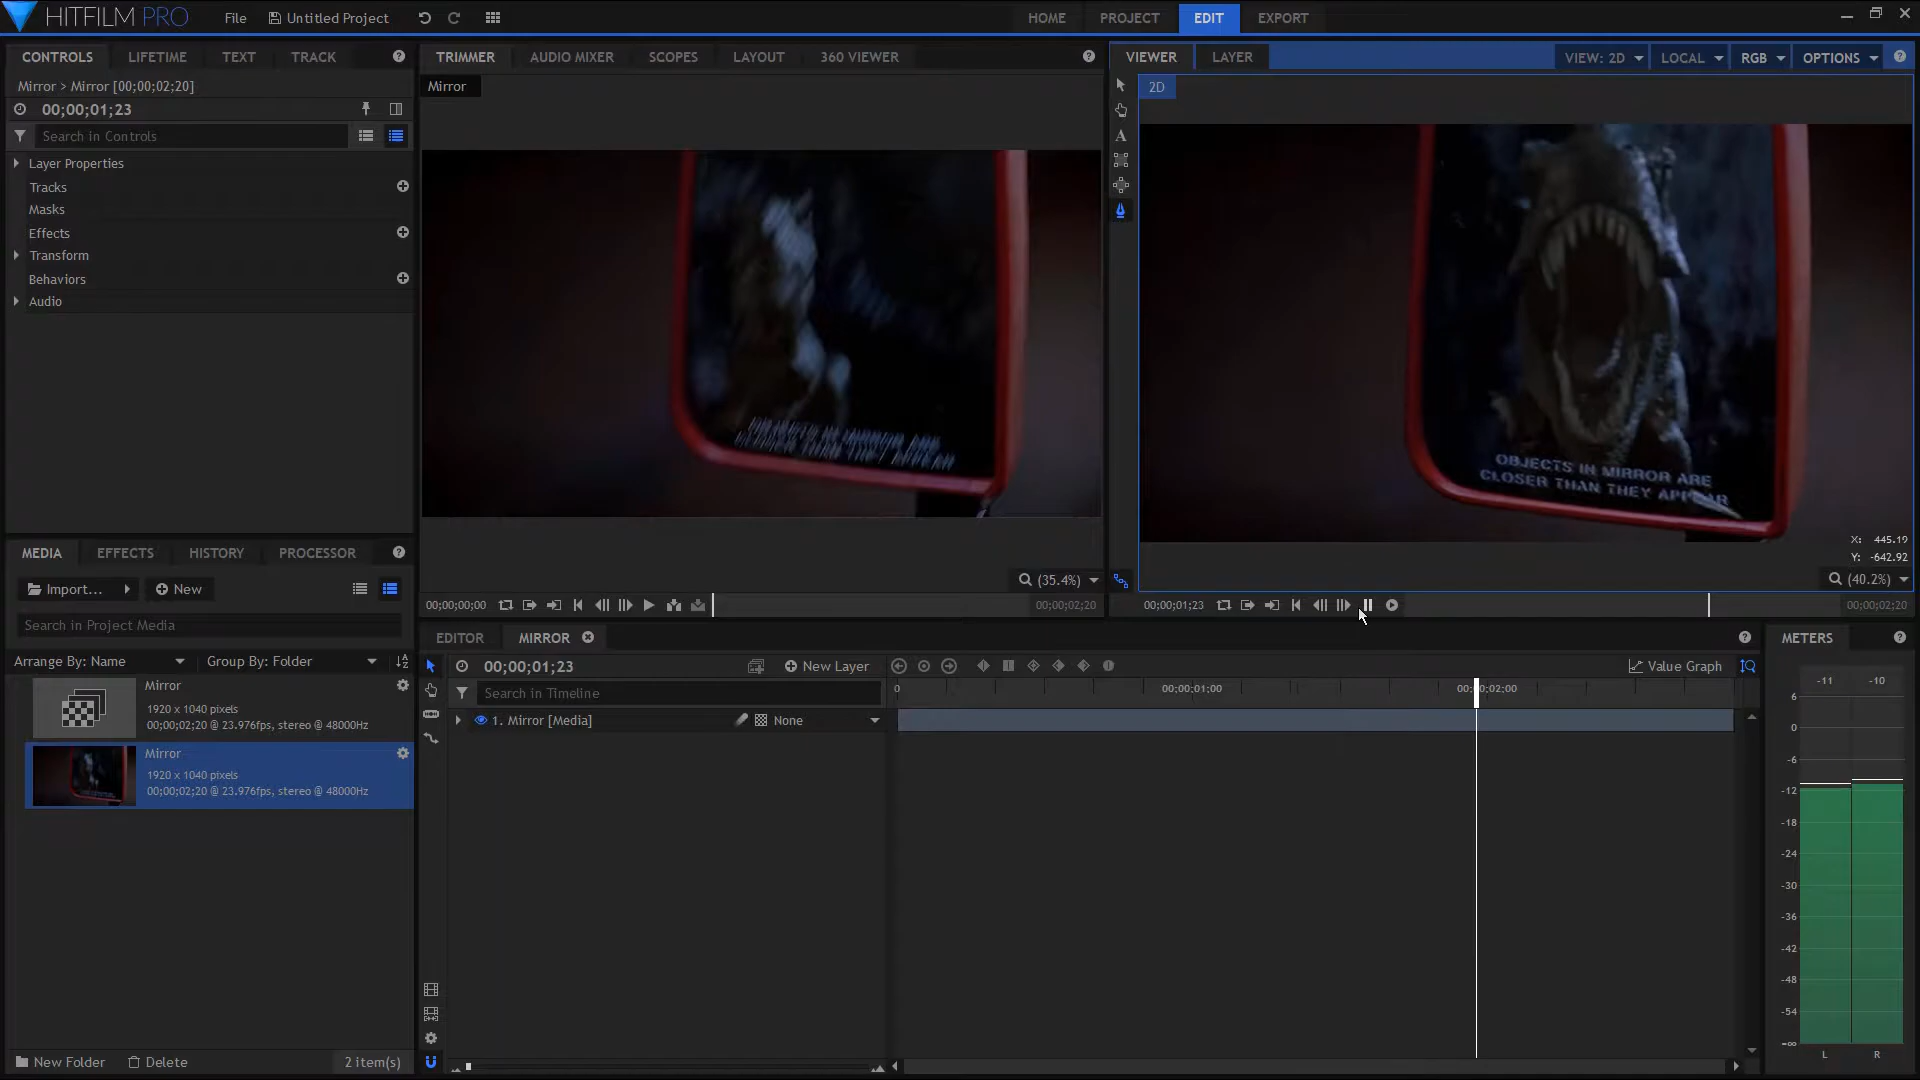 HITFILM PRO File Untitled Project HOME PROJECT EDIT EXPORT
CONTROLS LIFETIME TEXT TRACK
Mirror > Mirror [00;00;02;20]
00;00;01;23
Search in Controls
Layer Properties
Tracks
Masks
Effects
Transform
Behaviors
Audio
TRIMMER AUDIO MIXER SCOPES LAYOUT 360 VIEWER
Mirror
(35.4%)
00;00;00;00 00;00;02;20
VIEWER LAYER VIEW: 2D LOCAL RGB OPTIONS
2D
OBJECTS IN MIRROR ARE
CLOSER THAN THEY APPEAR
X: 445.19
Y: -642.92
(40.2%)
00;00;01;23 00;00;02;20
MEDIA EFFECTS HISTORY PROCESSOR
Import... New
Search in Project Media
Arrange By: Name Group By: Folder
Mirror
1920 x 1040 pixels
00;00;02;20 @ 23.976fps, stereo @ 48000Hz
Mirror
1920 x 1040 pixels
00;00;02;20 @ 23.976fps, stereo @ 48000Hz
New Folder Delete 2 item(s)
EDITOR MIRROR
00;00;01;23 New Layer Value Graph
Search in Timeline
0 00;00;01;00 00;00;02;00
1. Mirror [Media] None
METERS
-11 -10
6
0
-6
-12
-18
-24
-30
-36
-42
-48
-54
-∞
L R